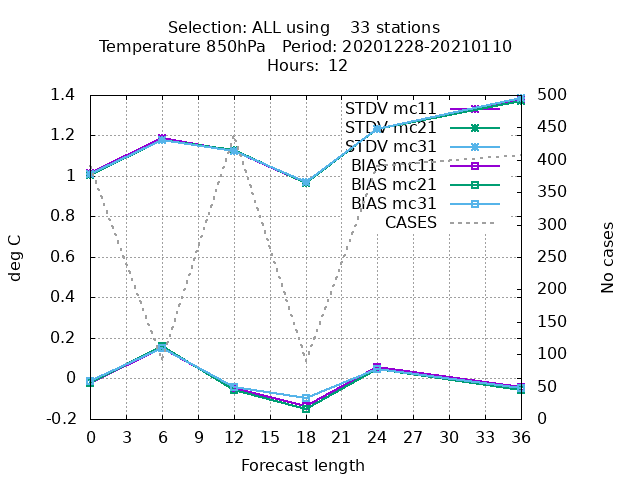 Selection: ALL using    33 stations
Temperature 850hPa   Period: 20201228-20210110
Hours: 12
1.4
1.2
1
0.8
0.6
0.4
0.2
0
-0.2
deg C
STDV mc11
STDV mc21
STDV mc31
BIAS mc11
BIAS mc21
BIAS mc31
CASES
500
450
400
350
300
250
200
150
100
50
0
No cases
0 3 6 9 12 15 18 21 24 27 30 33 36
Forecast length